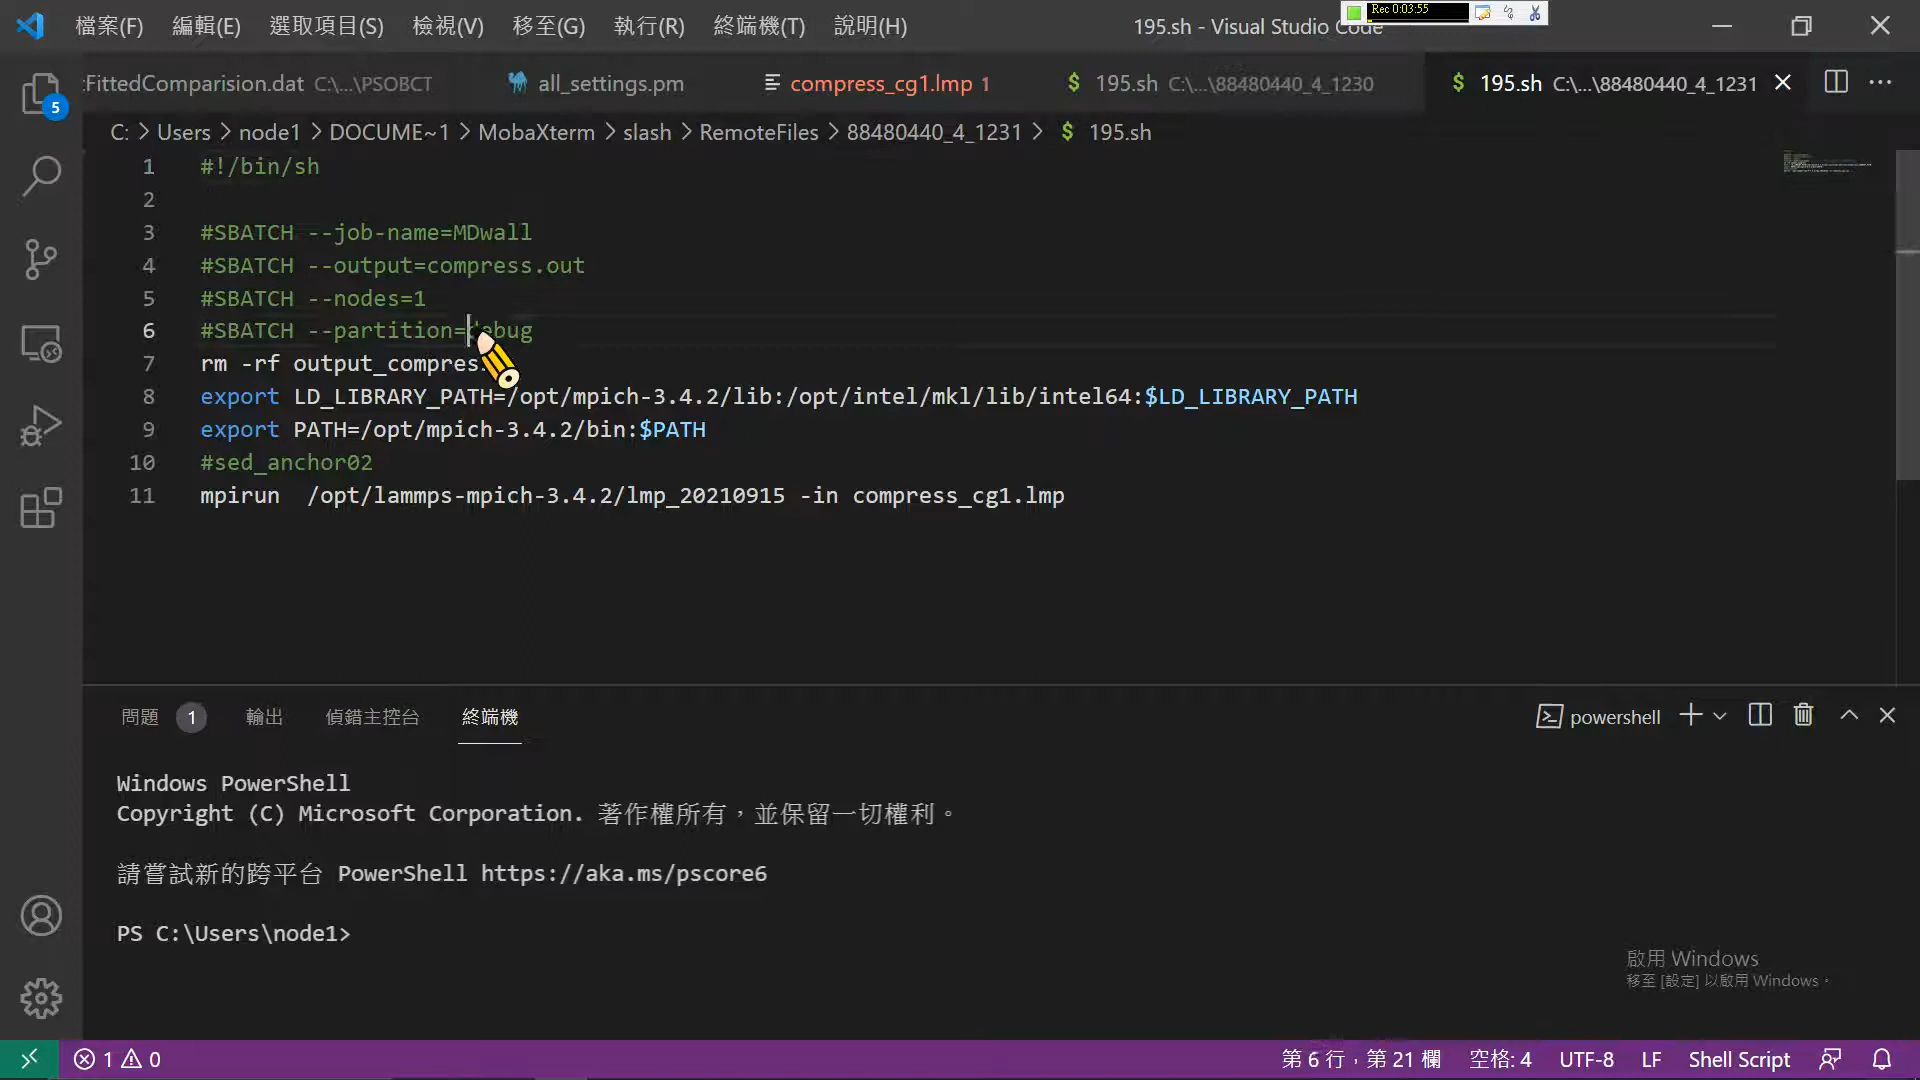 檔案(F) 編輯(E) 選取項目(S) 檢視(V) 移至(G) 執行(R) 終端機(T) 說明(H) 195.sh - Visual Studio Code
Rec 0:03:55
FittedComparision.dat C:\...\PSOBCT all_settings.pm compress_cg1.lmp 1 $ 195.sh C:\...\88480440_4_1230 $ 195.sh C:\...\88480440_4_1231
5
C: > Users > node1 > DOCUME~1 > MobaXterm > slash > RemoteFiles > 88480440_4_1231 > $ 195.sh
1 #!/bin/sh
2
3 #SBATCH --job-name=MDwall
4 #SBATCH --output=compress.out
5 #SBATCH --nodes=1
6 #SBATCH --partition=debug
7 rm -rf output_compress
8 export LD_LIBRARY_PATH=/opt/mpich-3.4.2/lib:/opt/intel/mkl/lib/intel64:$LD_LIBRARY_PATH
9 export PATH=/opt/mpich-3.4.2/bin:$PATH
10 #sed_anchor02
11 mpirun  /opt/lammps-mpich-3.4.2/lmp_20210915 -in compress_cg1.lmp
問題 1 輸出 偵錯主控台 終端機 powershell
Windows PowerShell
Copyright (C) Microsoft Corporation. 著作權所有，並保留一切權利。
請嘗試新的跨平台 PowerShell https://aka.ms/pscore6
PS C:\Users\node1>
啟用 Windows
移至 [設定] 以啟用 Windows。
1 0 第 6 行，第 21 欄 空格: 4 UTF-8 LF Shell Script